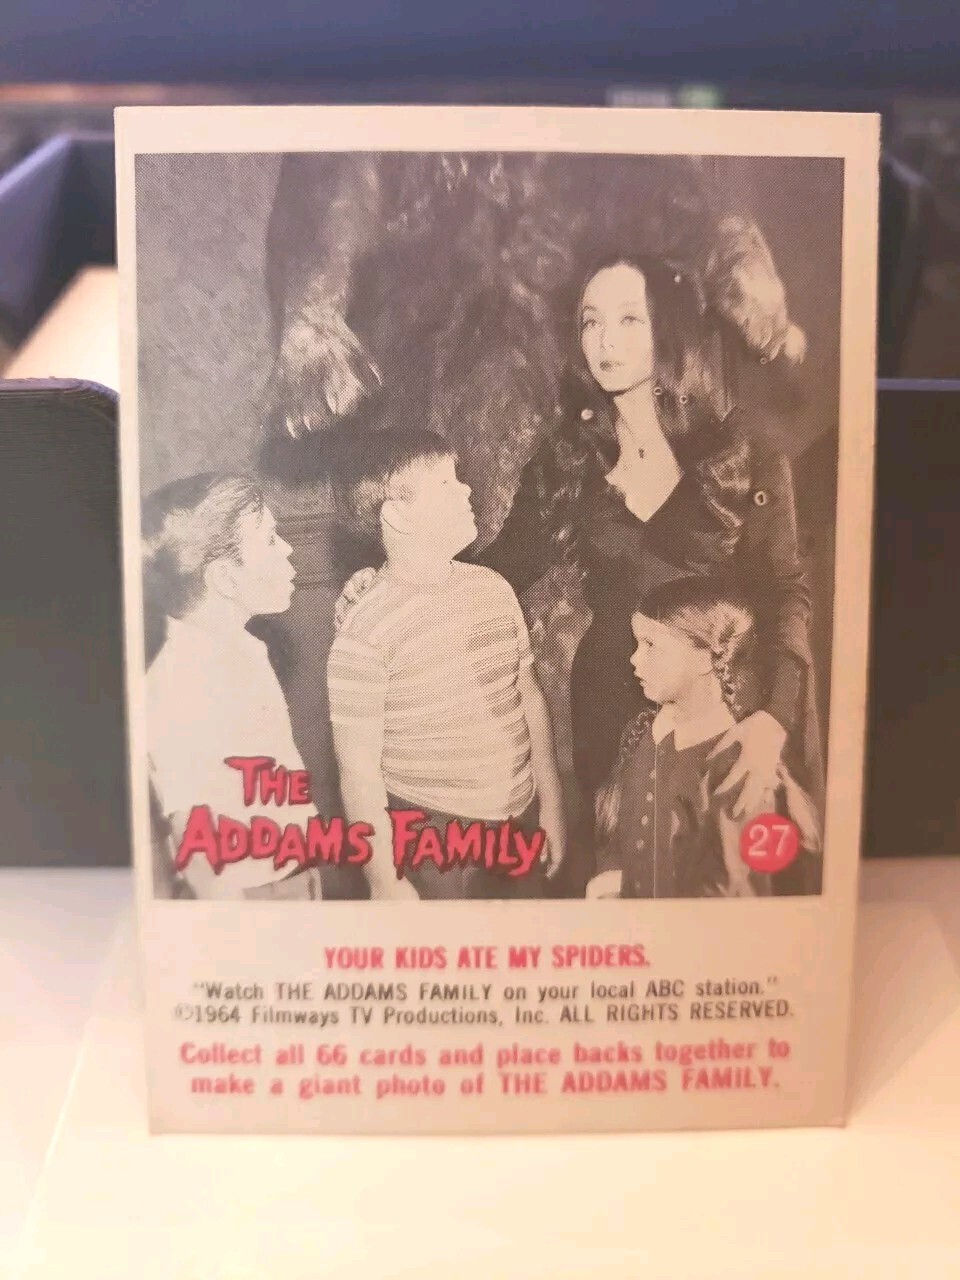 THE
ADDAMS FAMILY
27
YOUR KIDS ATE MY SPIDERS.
"Watch THE ADDAMS FAMILY on your local ABC station."
©1964 Filmways TV Productions, Inc. ALL RIGHTS RESERVED.
Collect all 66 cards and place backs together to
make a giant photo of THE ADDAMS FAMILY.